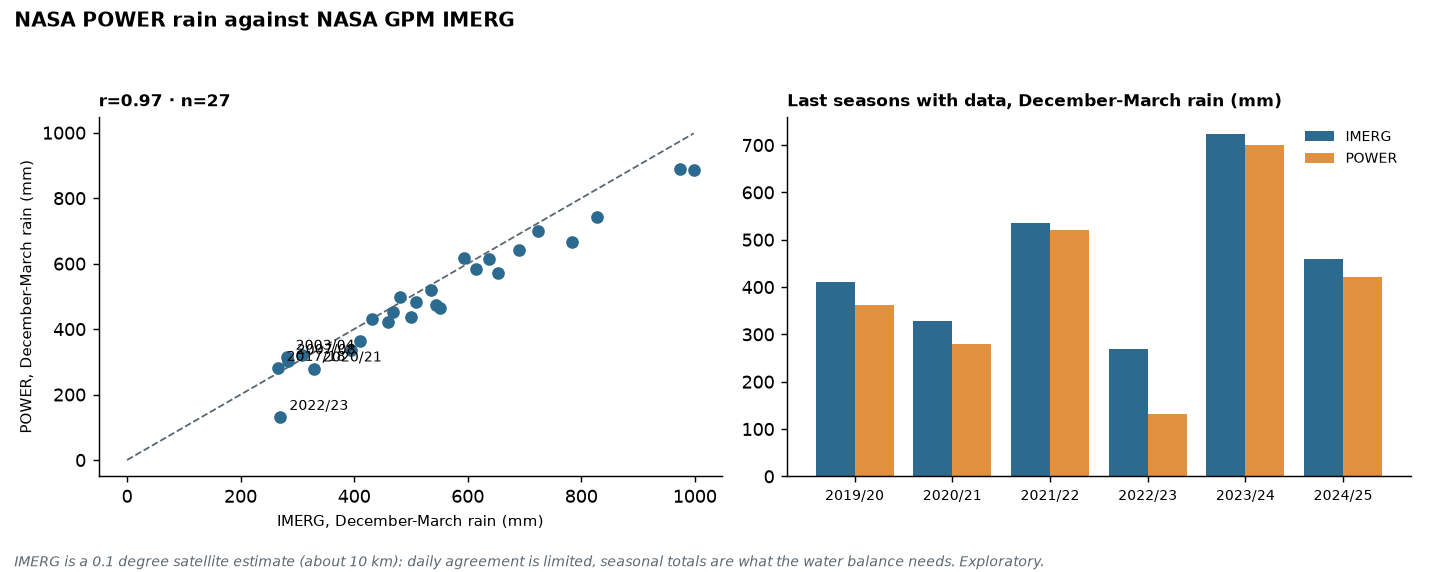 NASA POWER rain against NASA GPM IMERG
r=0.97 · n=27
POWER, December-March rain (mm)
1000
800
600
400
200
0
2003/04
2017/18
2020/21
2022/23
0 200 400 600 800 1000
IMERG, December-March rain (mm)
Last seasons with data, December-March rain (mm)
IMERG
POWER
700
600
500
400
300
200
100
0
2019/20 2020/21 2021/22 2022/23 2023/24 2024/25
IMERG is a 0.1 degree satellite estimate (about 10 km): daily agreement is limited, seasonal totals are what the water balance needs. Exploratory.